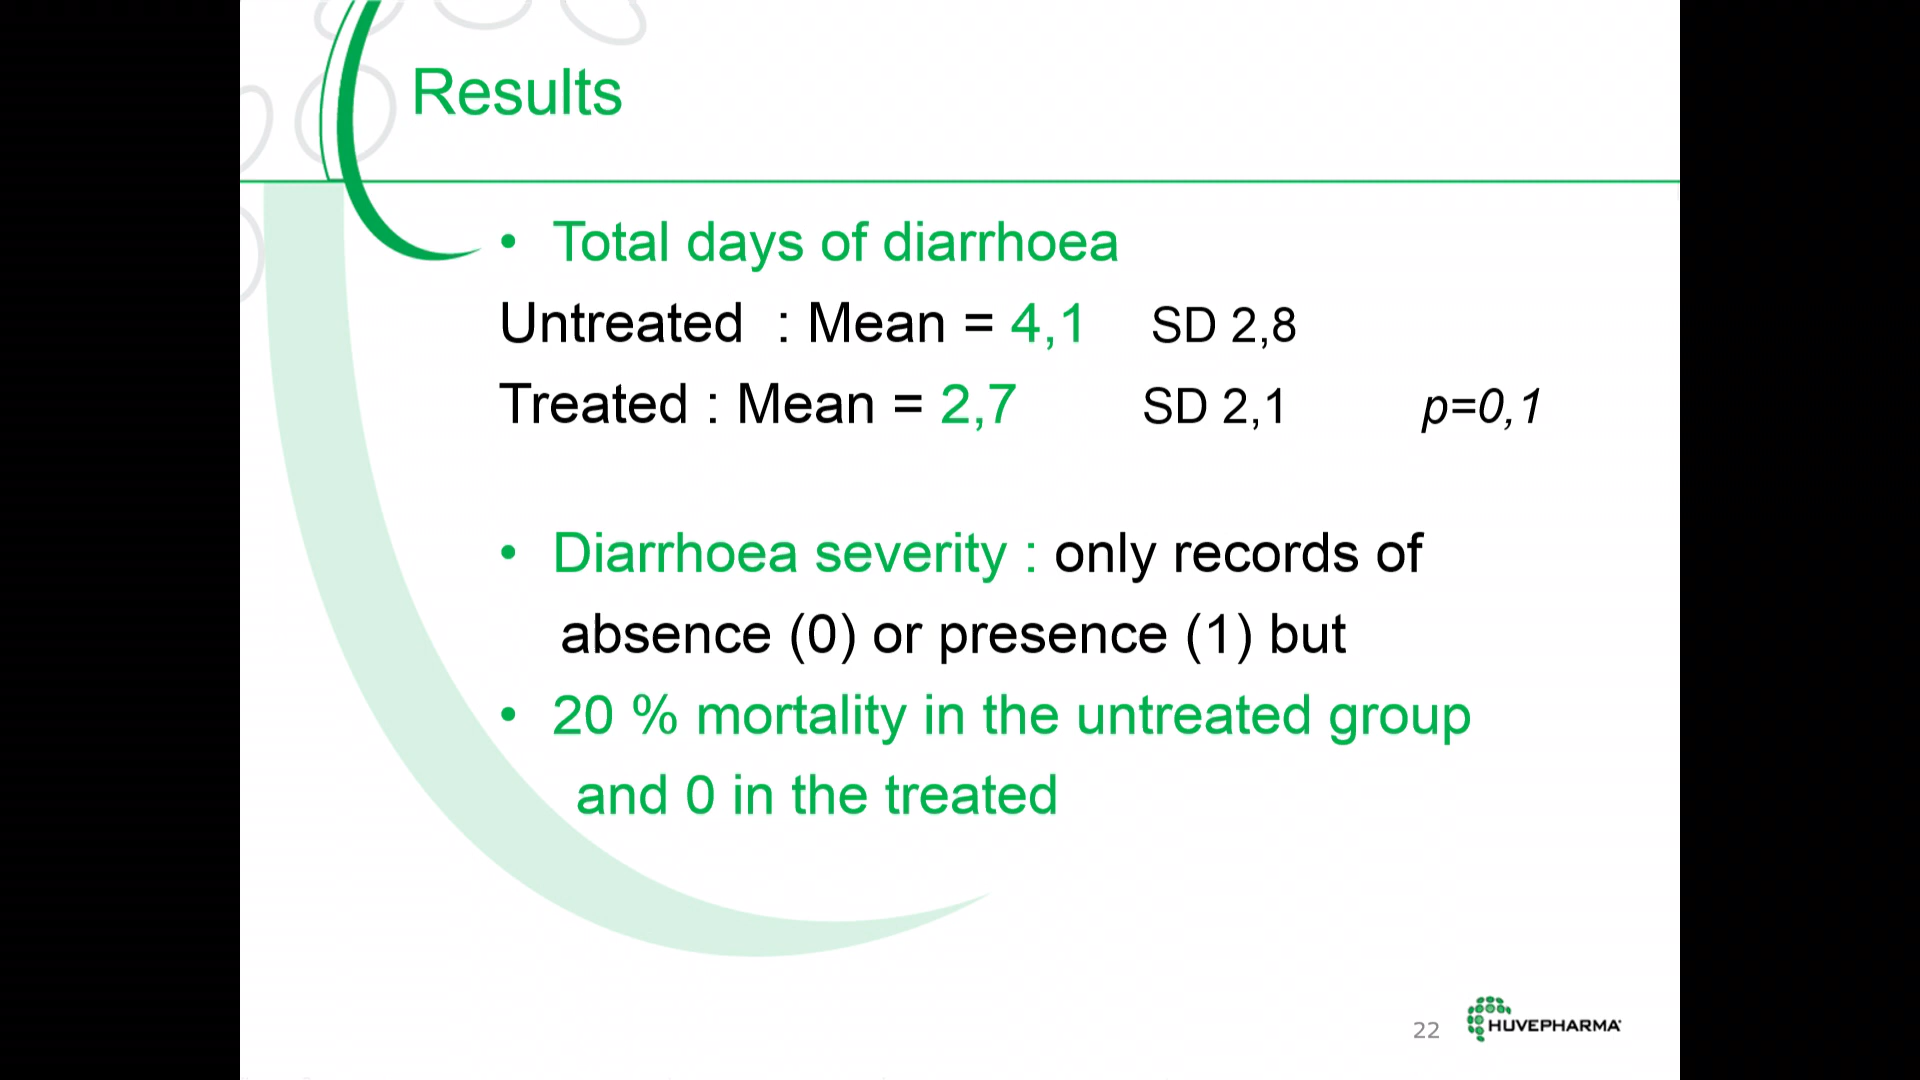 Results
• Total days of diarrhoea
Untreated : Mean = 4,1 SD 2,8
Treated : Mean = 2,7 SD 2,1 p=0,1
• Diarrhoea severity : only records of
absence (0) or presence (1) but
• 20 % mortality in the untreated group
and 0 in the treated
22 HUVEPHARMA